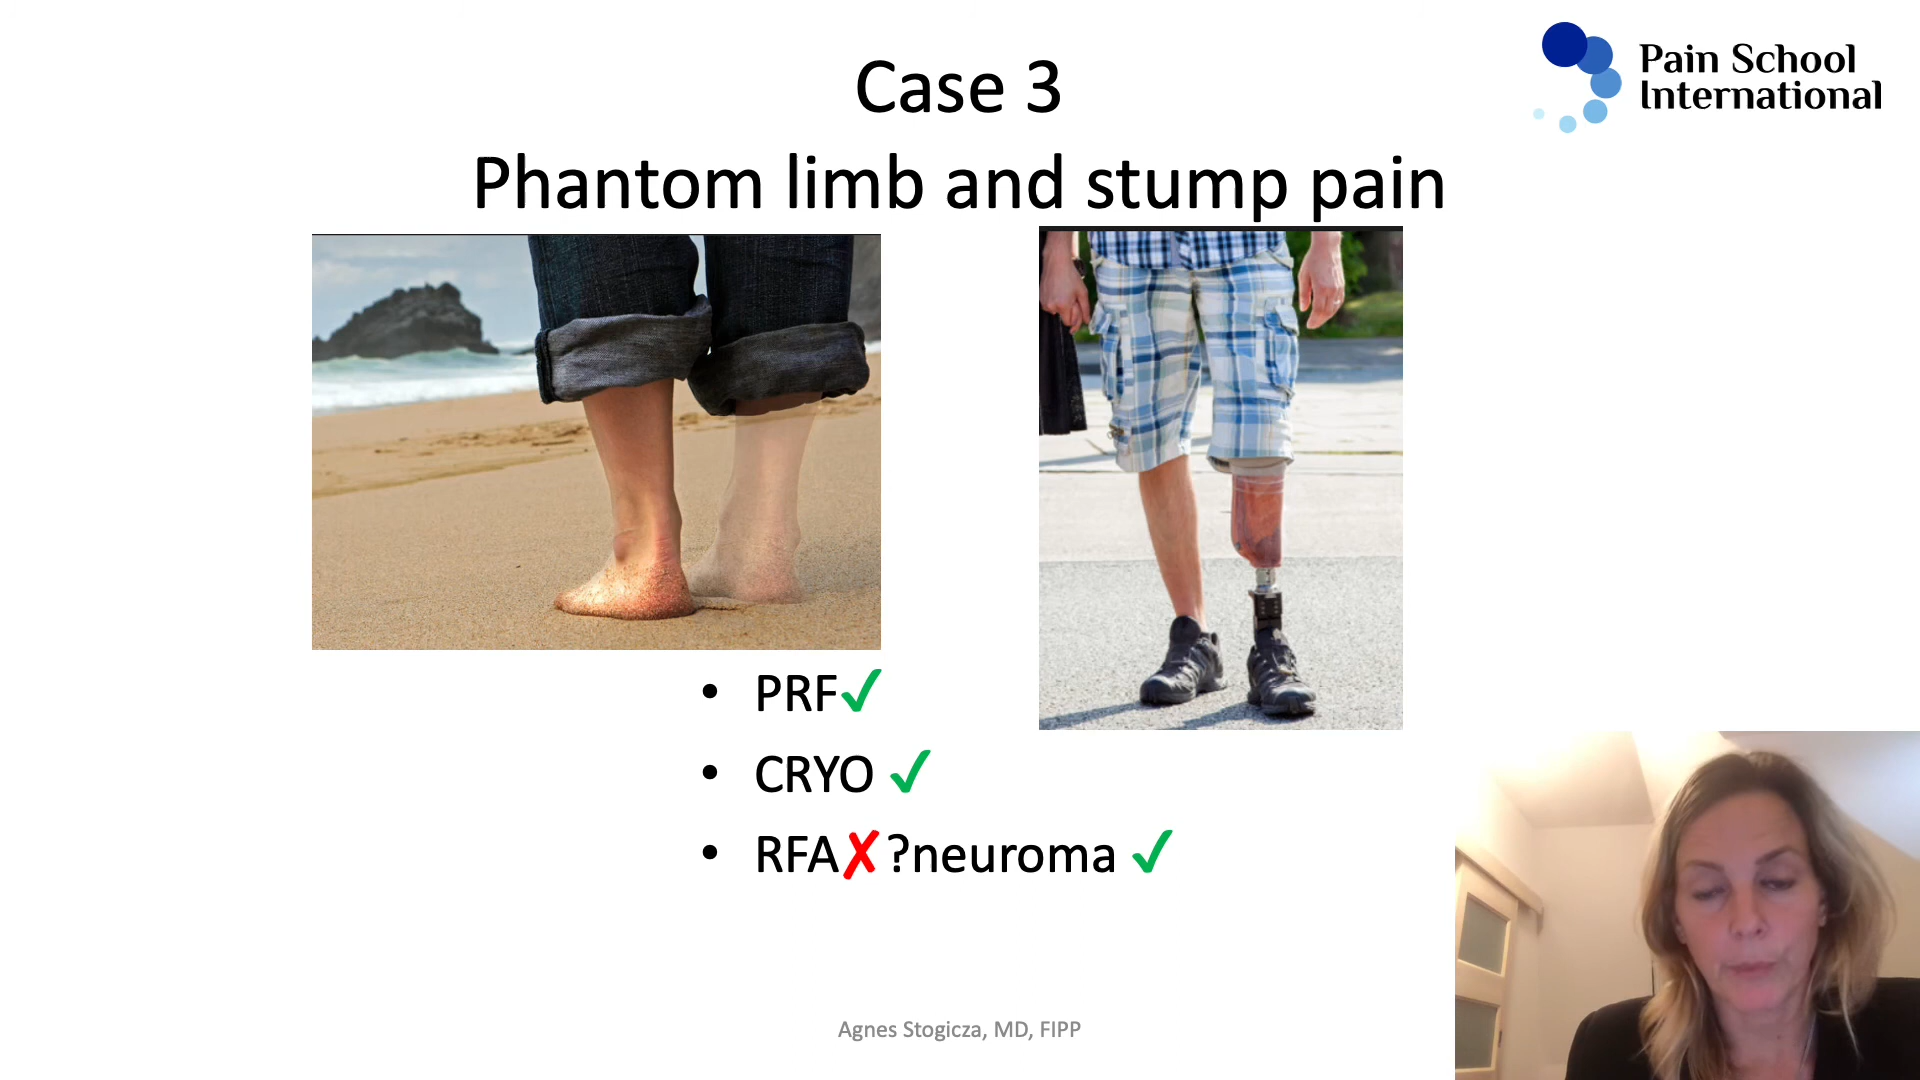 Case 3
Pain School
International
Phantom limb and stump pain
• PRF✓
• CRYO ✓
• RFA✗?neuroma ✓
Agnes Stogicza, MD, FIPP